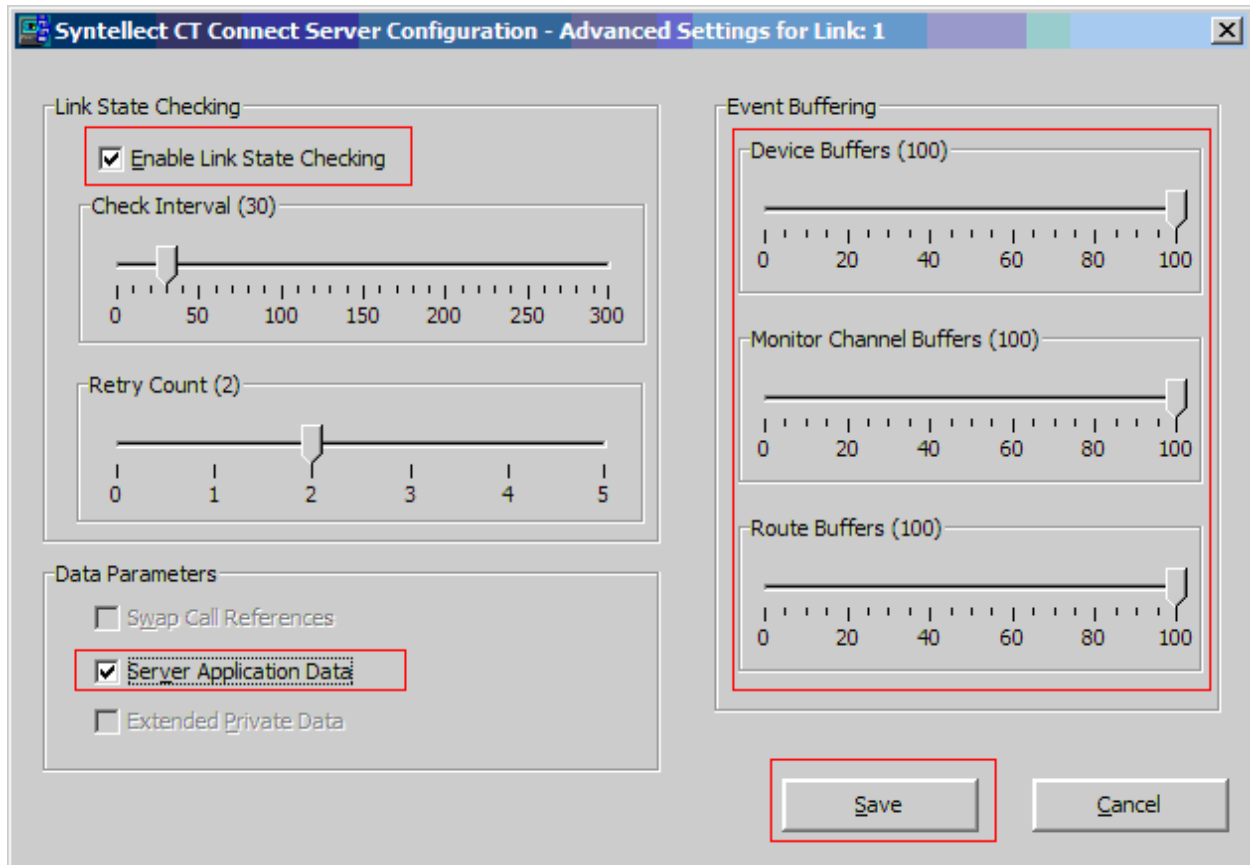 Syntellect CT Connect Server Configuration - Advanced Settings for Link: 1
Link State Checking
Enable Link State Checking
Check Interval (30)
0 50 100 150 200 250 300
Retry Count (2)
0 1 2 3 4 5
Data Parameters
Swap Call References
Server Application Data
Extended Private Data
Event Buffering
Device Buffers (100)
0 20 40 60 80 100
Monitor Channel Buffers (100)
0 20 40 60 80 100
Route Buffers (100)
0 20 40 60 80 100
Save Cancel